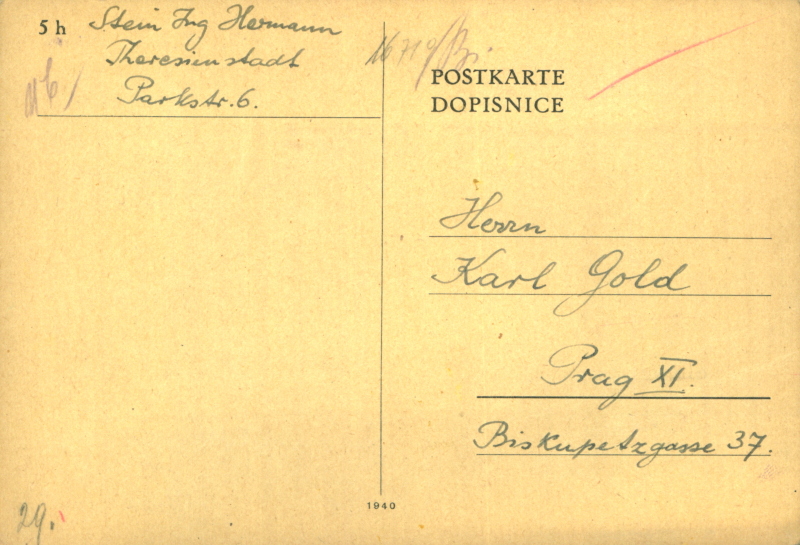 5 h
Stein Ing Hermann
Theresienstadt
Parkstr. 6.
POSTKARTE
DOPISNICE
Herrn
Karl Gold
Prag XI.
Biskupetzgasse 37.
1940
29.